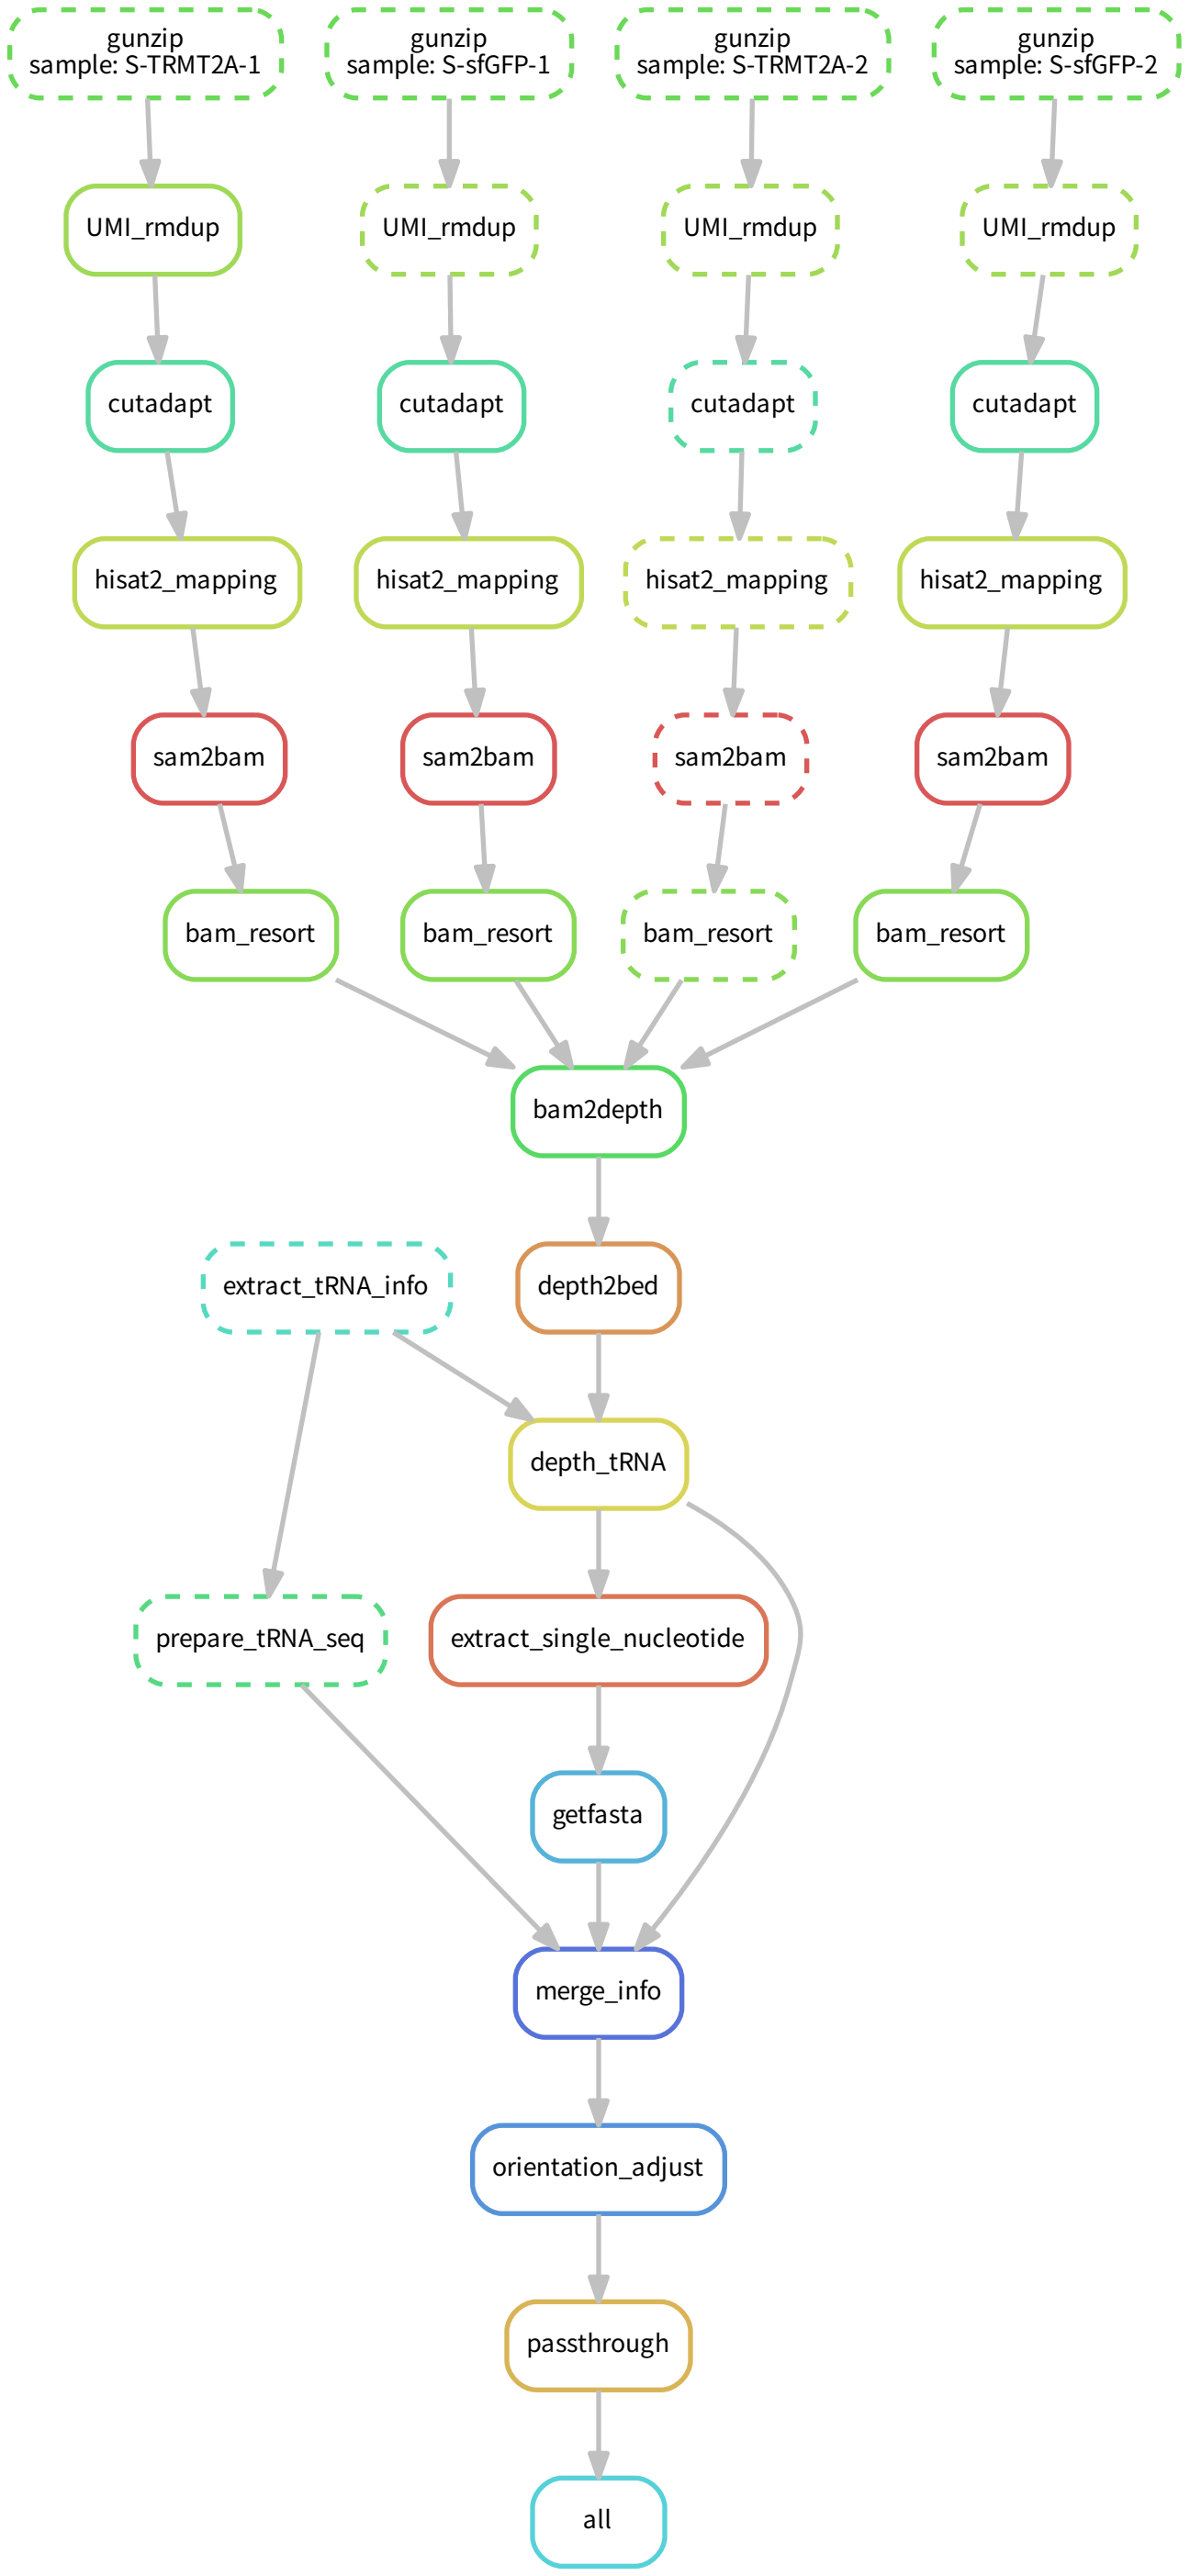 gunzip
sample: S-TRMT2A-1
gunzip
sample: S-sfGFP-1
gunzip
sample: S-TRMT2A-2
gunzip
sample: S-sfGFP-2
UMI_rmdup
UMI_rmdup
UMI_rmdup
UMI_rmdup
cutadapt
cutadapt
cutadapt
cutadapt
hisat2_mapping
hisat2_mapping
hisat2_mapping
hisat2_mapping
sam2bam
sam2bam
sam2bam
sam2bam
bam_resort
bam_resort
bam_resort
bam_resort
bam2depth
extract_tRNA_info
depth2bed
depth_tRNA
prepare_tRNA_seq
extract_single_nucleotide
getfasta
merge_info
orientation_adjust
passthrough
all